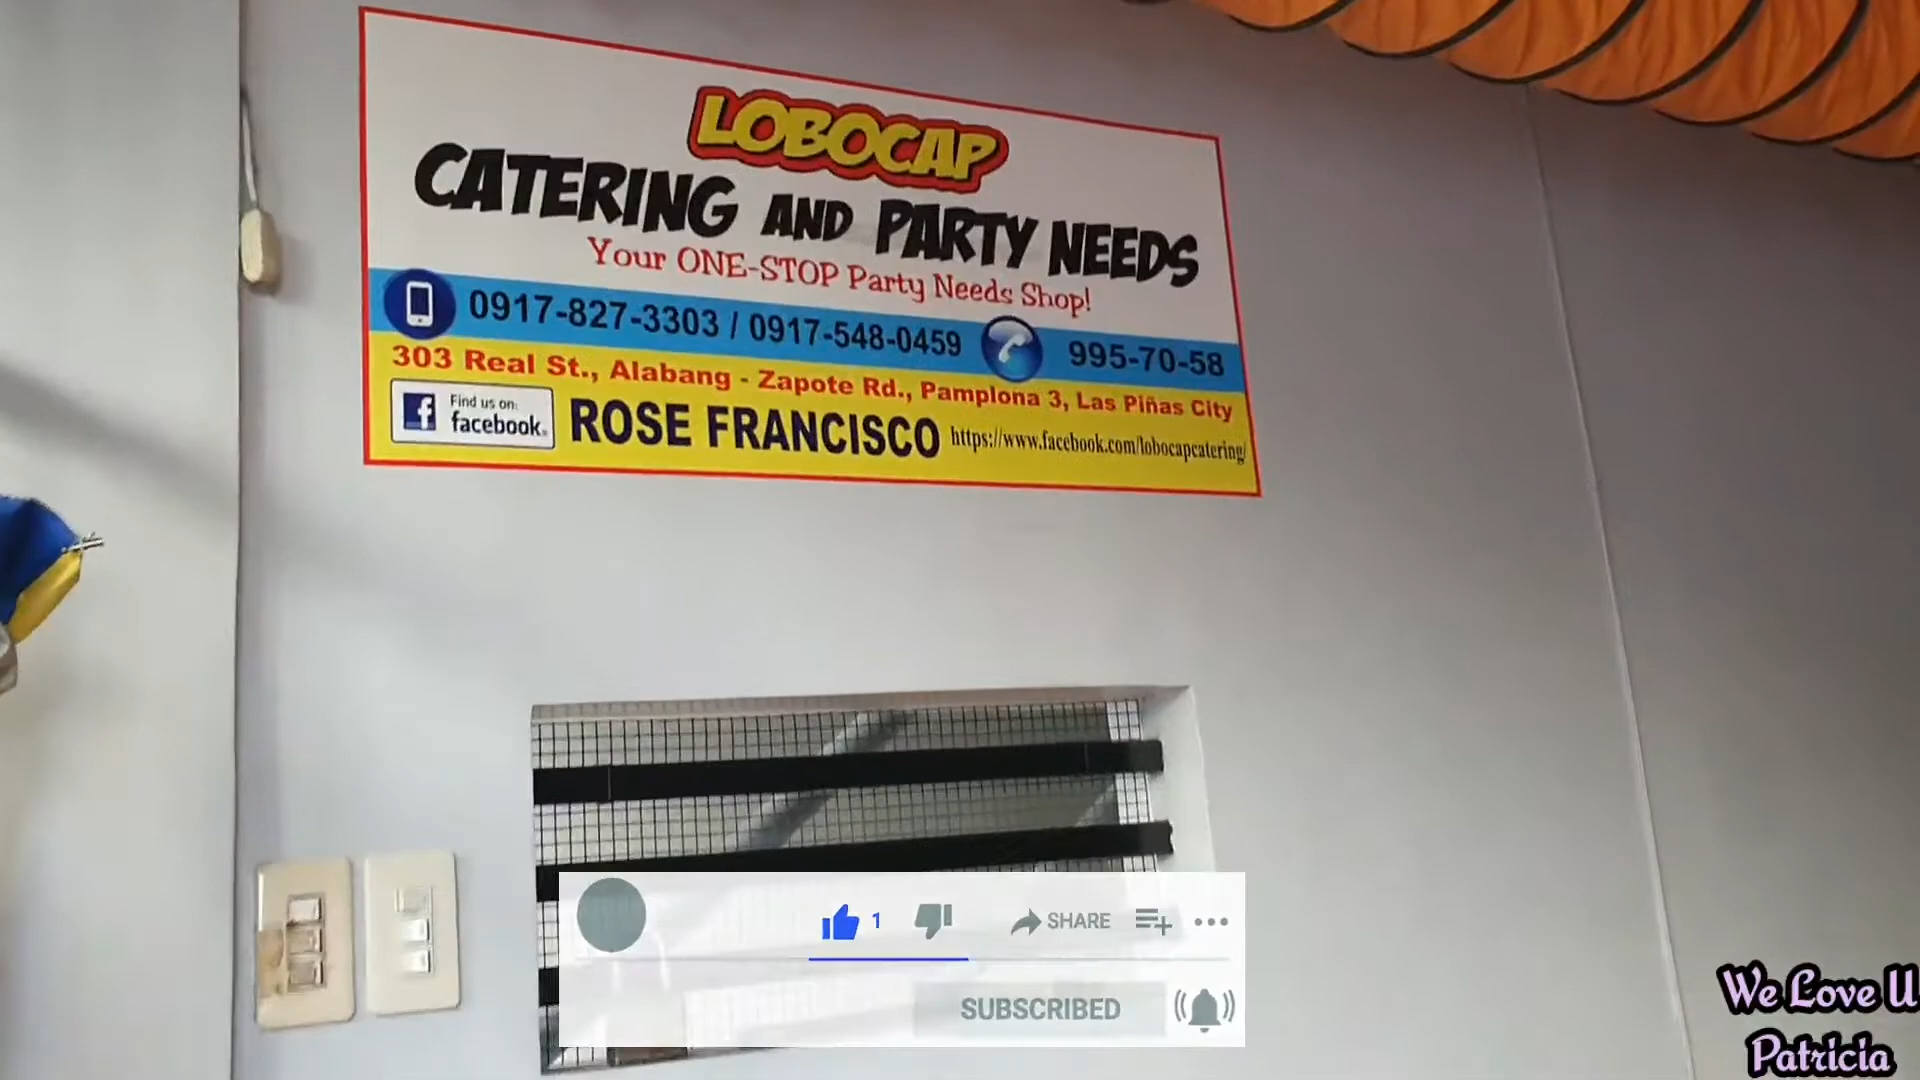 LOBOCAP
CATERING AND PARTY NEEDS
Your ONE-STOP Party Needs Shop!
0917-827-3303 / 0917-548-0459 995-70-58
303 Real St., Alabang - Zapote Rd., Pamplona 3, Las Piñas City
Find us on:
facebook.
ROSE FRANCISCO https://www.facebook.com/lobocapcatering/
1 SHARE
SUBSCRIBED
We Love U
Patricia